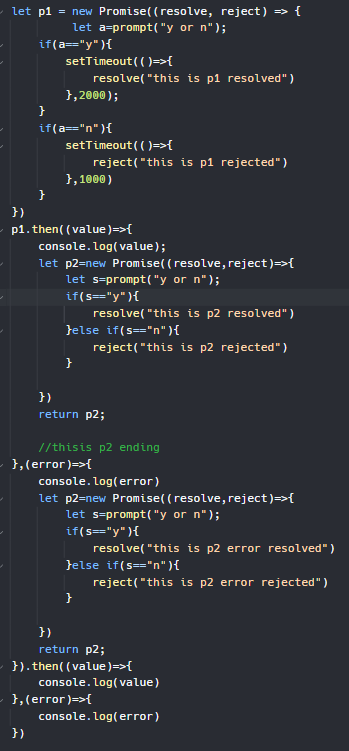 let p1 = new Promise((resolve, reject) => {
         let a=prompt("y or n");
    if(a=="y"){
        setTimeout(()=>{
            resolve("this is p1 resolved")
        },2000);
    }
    if(a=="n"){
        setTimeout(()=>{
            reject("this is p1 rejected")
        },1000)
    }
})
p1.then((value)=>{
    console.log(value);
    let p2=new Promise((resolve,reject)=>{
        let s=prompt("y or n");
        if(s=="y"){
            resolve("this is p2 resolved")
        }else if(s=="n"){
            reject("this is p2 rejected")
        }

    })
    return p2;

    //thisis p2 ending
},(error)=>{
    console.log(error)
    let p2=new Promise((resolve,reject)=>{
        let s=prompt("y or n");
        if(s=="y"){
            resolve("this is p2 error resolved")
        }else if(s=="n"){
            reject("this is p2 error rejected")
        }

    })
    return p2;
}).then((value)=>{
    console.log(value)
},(error)=>{
    console.log(error)
})